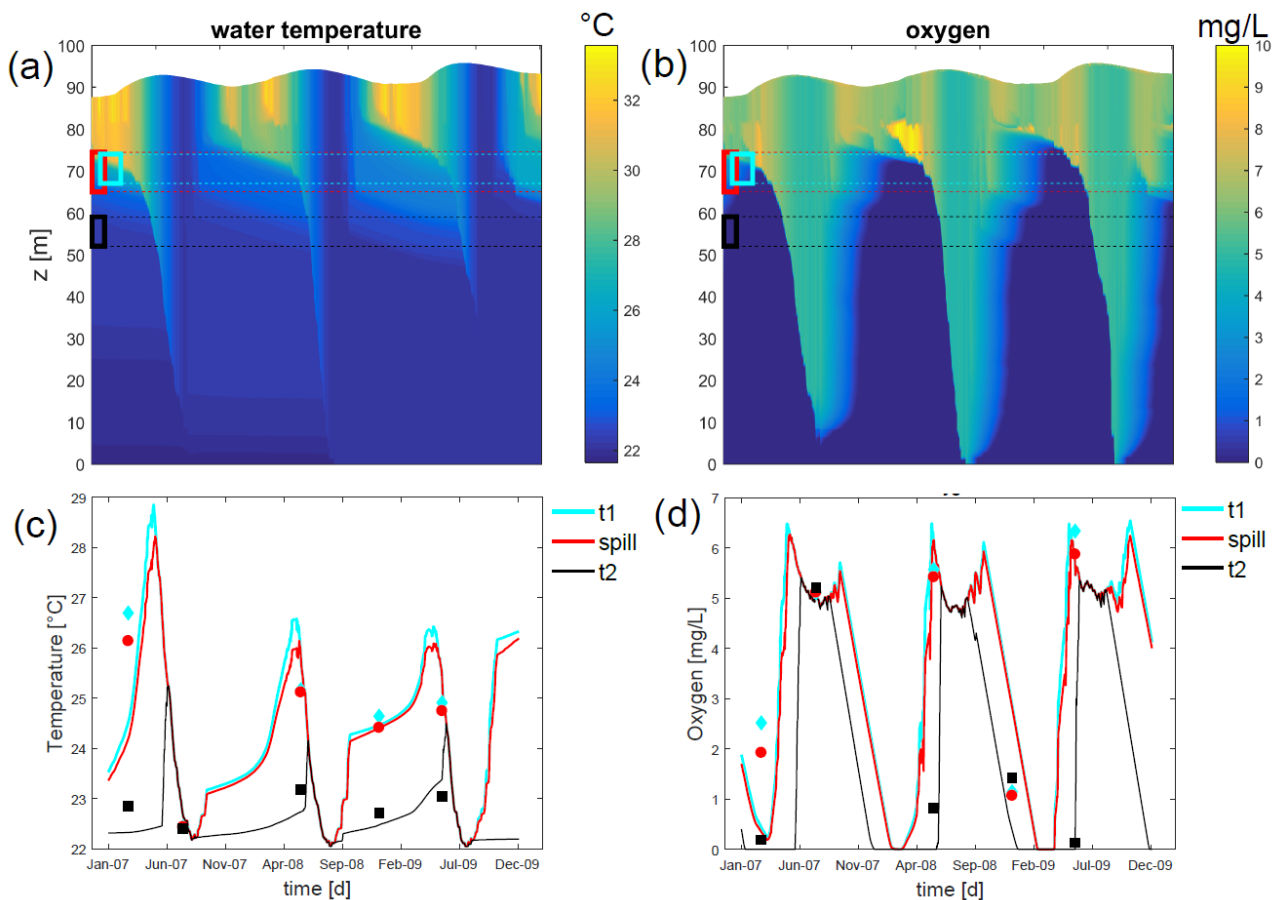 °C
mg/L
water temperature
oxygen
(a)
(b)
100
90
80
70
60
50
40
30
20
10
0
z [m]
32
30
28
26
24
22
100
90
80
70
60
50
40
30
20
10
0
10
9
8
7
6
5
4
3
2
1
0
(c)
t1
spill
t2
29
28
27
26
25
24
23
22
Temperature [°C]
Jan-07 Jun-07 Nov-07 Apr-08 Sep-08 Feb-09 Jul-09 Dec-09
time [d]
(d)
t1
spill
t2
7
6
5
4
3
2
1
0
Oxygen [mg/L]
Jan-07 Jun-07 Nov-07 Apr-08 Sep-08 Feb-09 Jul-09 Dec-09
time [d]